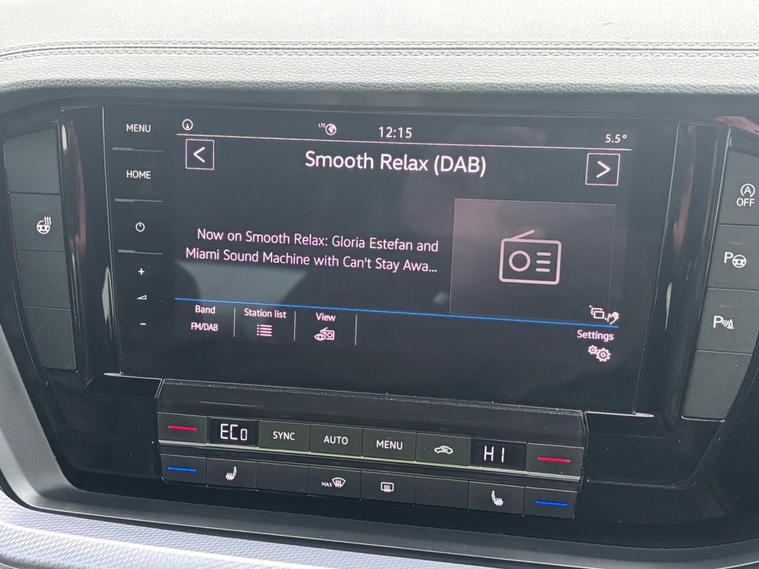 MENU
LTE
12:15
5.5°
Smooth Relax (DAB)
HOME
OFF
Now on Smooth Relax: Gloria Estefan and
Miami Sound Machine with Can't Stay Awa...
P
+
-
P
Band
Station list
View
FM/DAB
Settings
ECO
SYNC
AUTO
MENU
HI
MAX